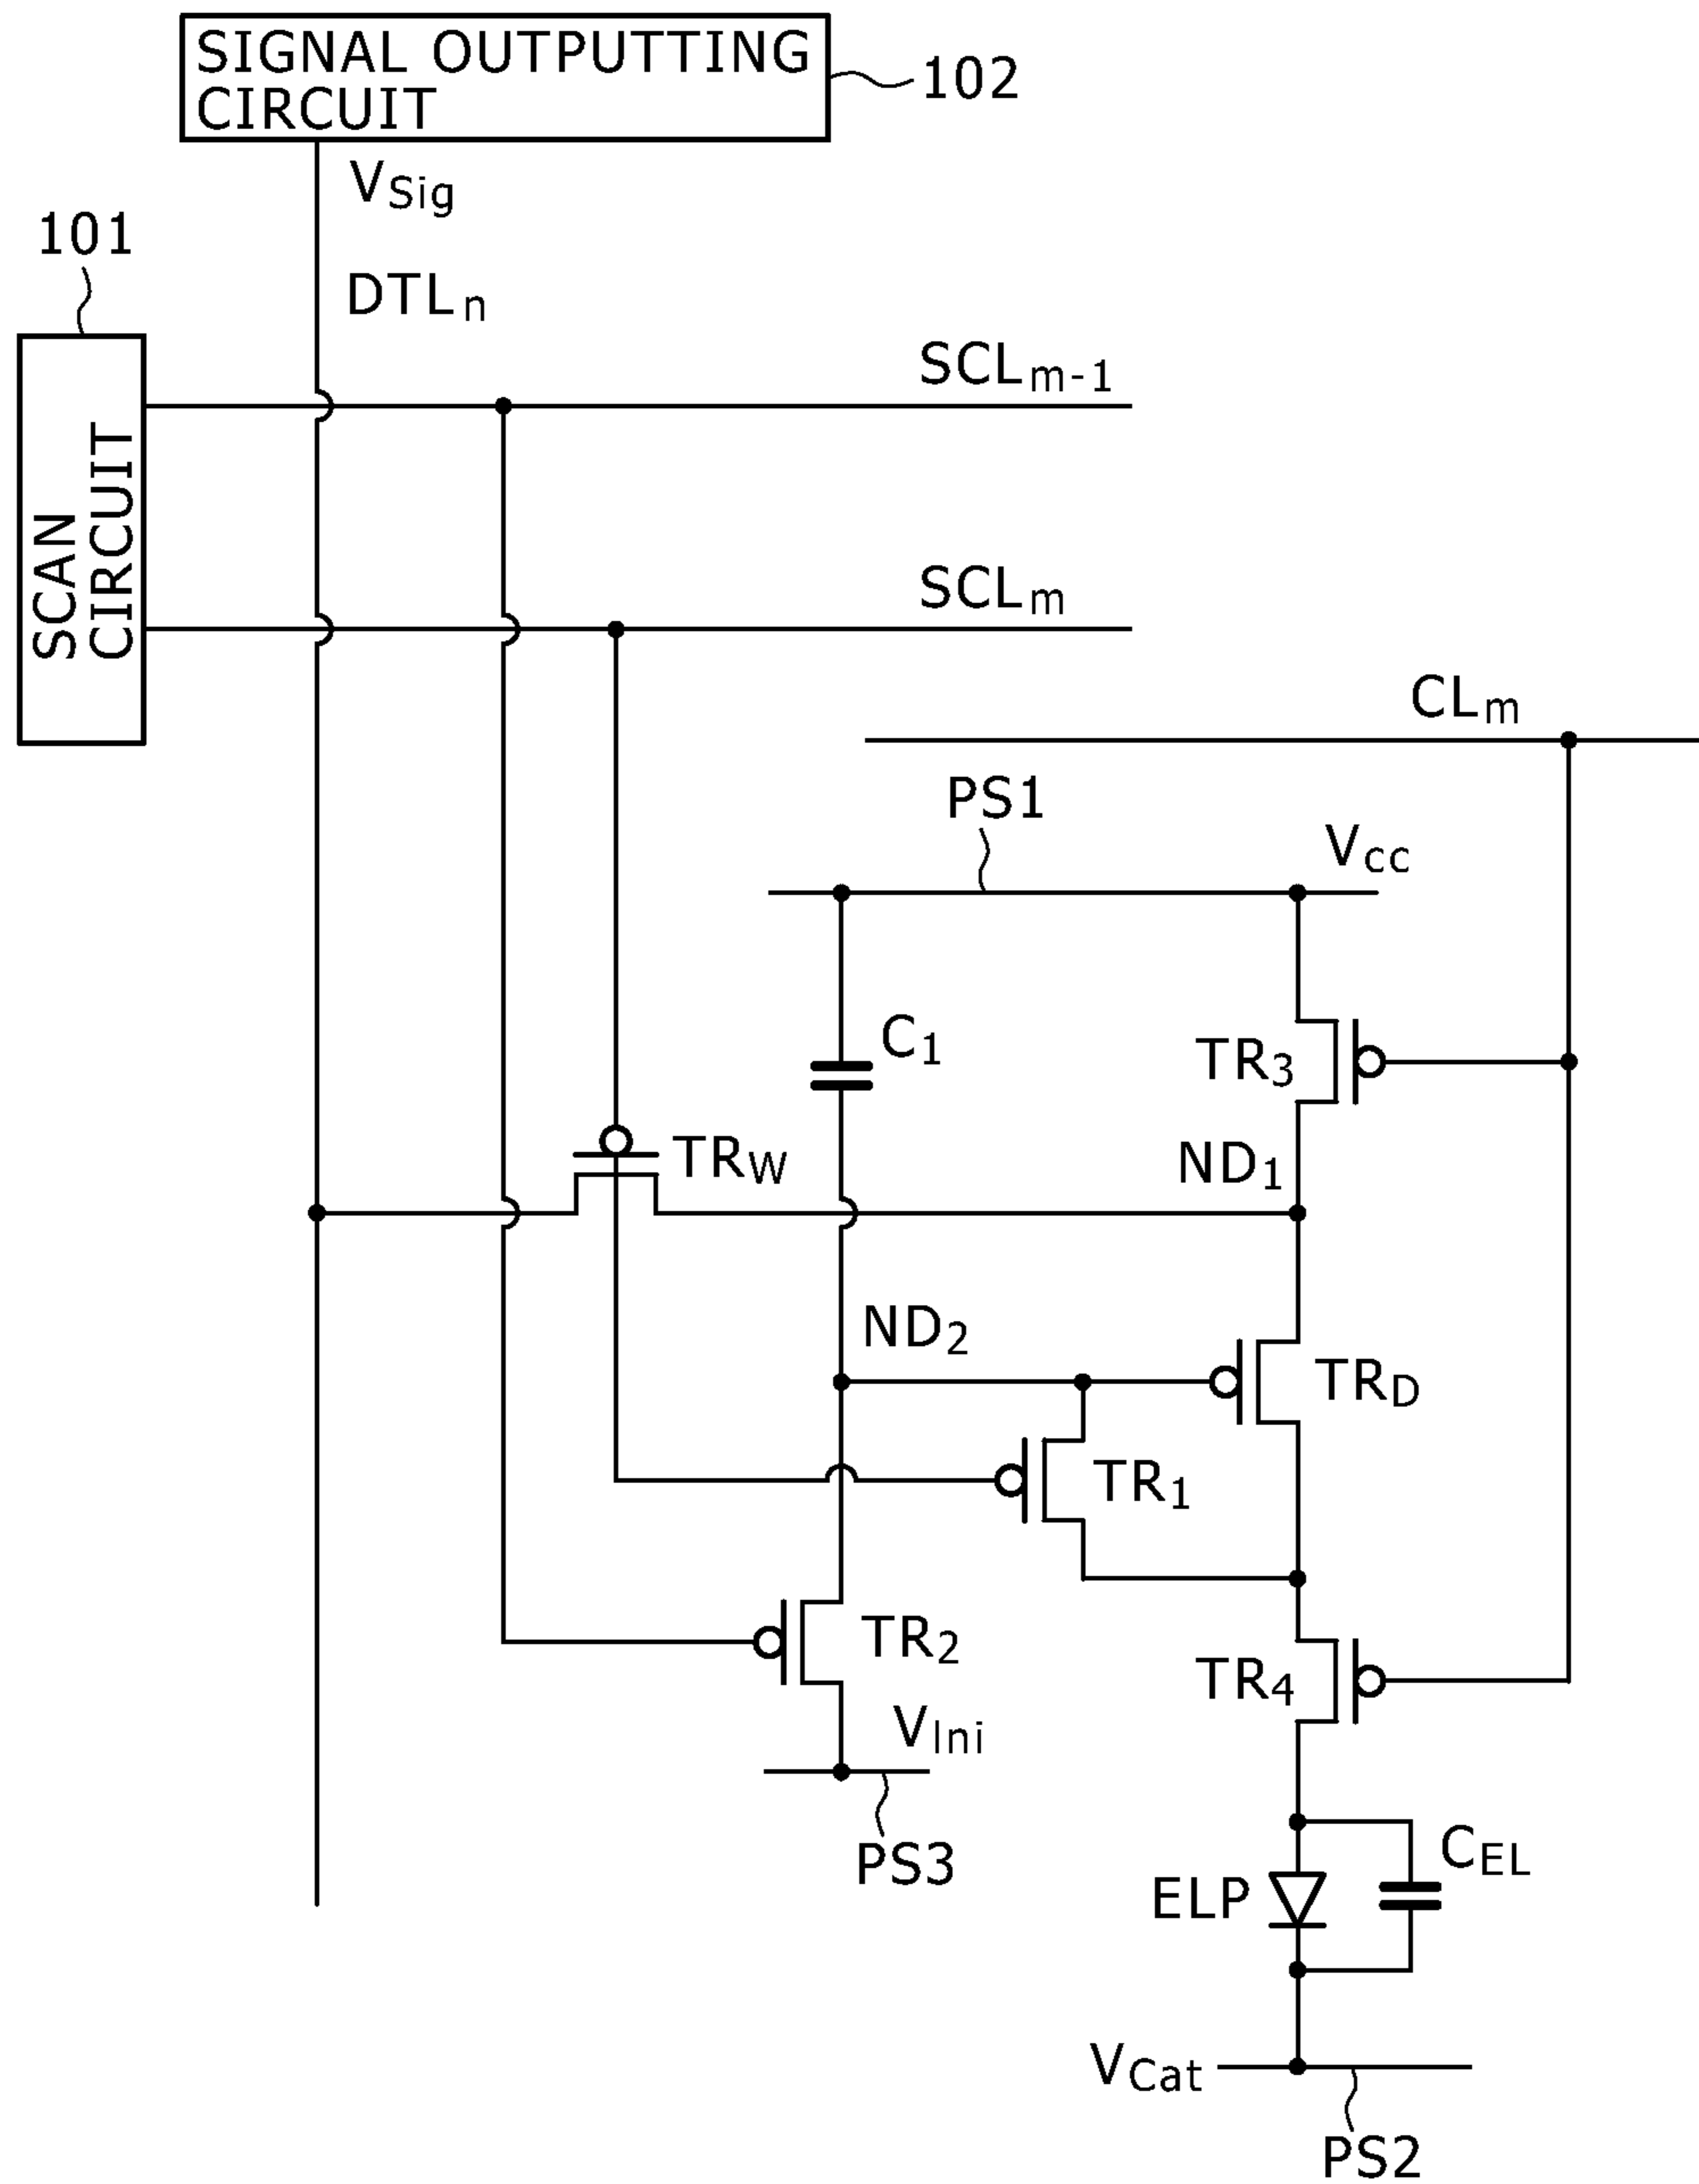 SIGNAL OUTPUTTING
CIRCUIT
102
VSig
101
DTLn
SCLm-1
SCAN
CIRCUIT
SCLm
CLm
PS1
Vcc
C1
TR3
TRW
ND1
ND2
TRD
TR1
TR2
TR4
VIni
PS3
CEL
ELP
VCat
PS2